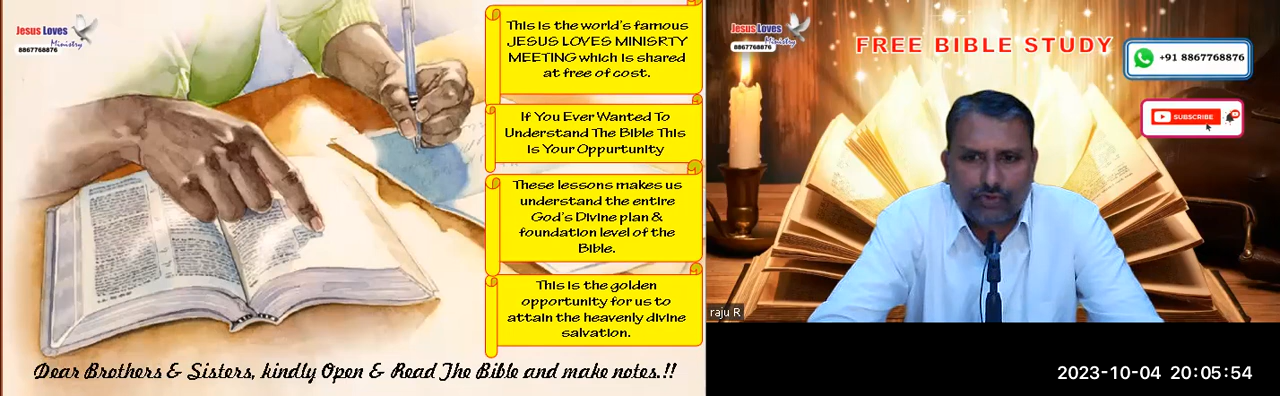 Jesus Loves
Ministry
8867768876
This is the world's famous
JESUS LOVES MINISRTY
MEETING which is shared
at free of cost.
If You Ever Wanted To
Understand The Bible This
is Your Oppurtunity
These lessons makes us
understand the entire
God's Divine plan &
foundation level of the
Bible.
This is the golden
opportunity for us to
attain the heavenly divine
salvation.
Dear Brothers & Sisters, kindly Open & Read The Bible and make notes.!!
Jesus Loves
Ministry
8867768876
FREE BIBLE STUDY
+91 8867768876
SUBSCRIBE
raju R
2023-10-04 20:05:54